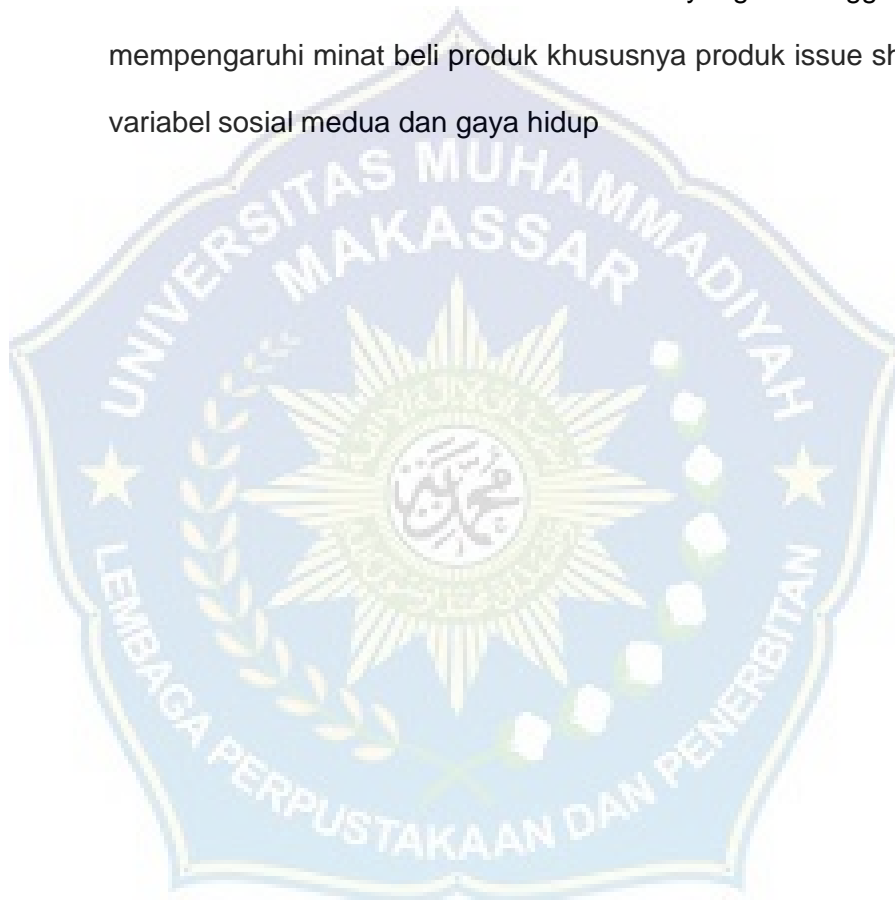 mempengaruhi minat beli produk khususnya produk issue sh
variabel sosial medua dan gaya hidup
UNIVERSITAS MUHAMMADIYAH
MAKASSAR
LEMBAGA PERPUSTAKAAN DAN PENERBITAN